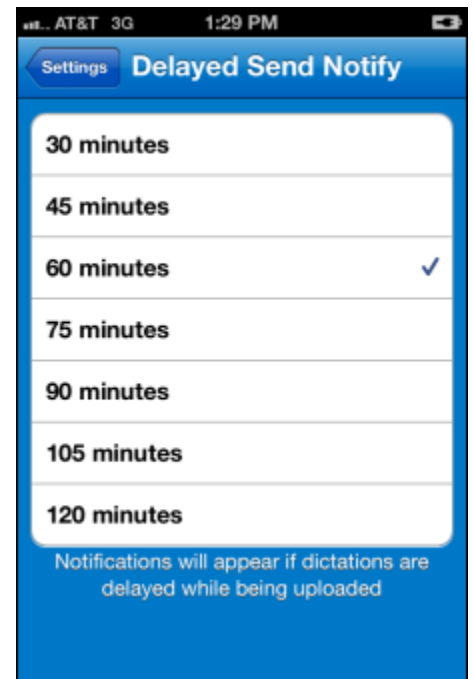 AT&T 3G 1:29 PM
Settings Delayed Send Notify
30 minutes
45 minutes
60 minutes
75 minutes
90 minutes
105 minutes
120 minutes
Notifications will appear if dictations are
delayed while being uploaded